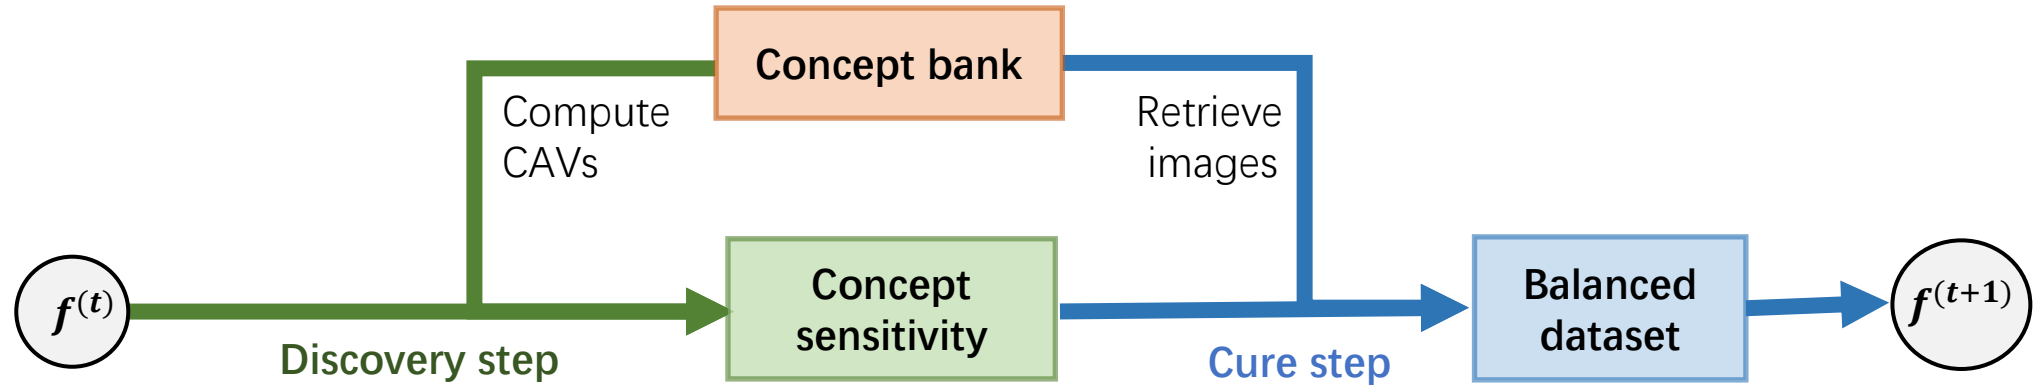 Concept bank
Compute
CAVs
Retrieve
images
f^(t)
Concept
sensitivity
Balanced
dataset
f^(t+1)
Discovery step
Cure step